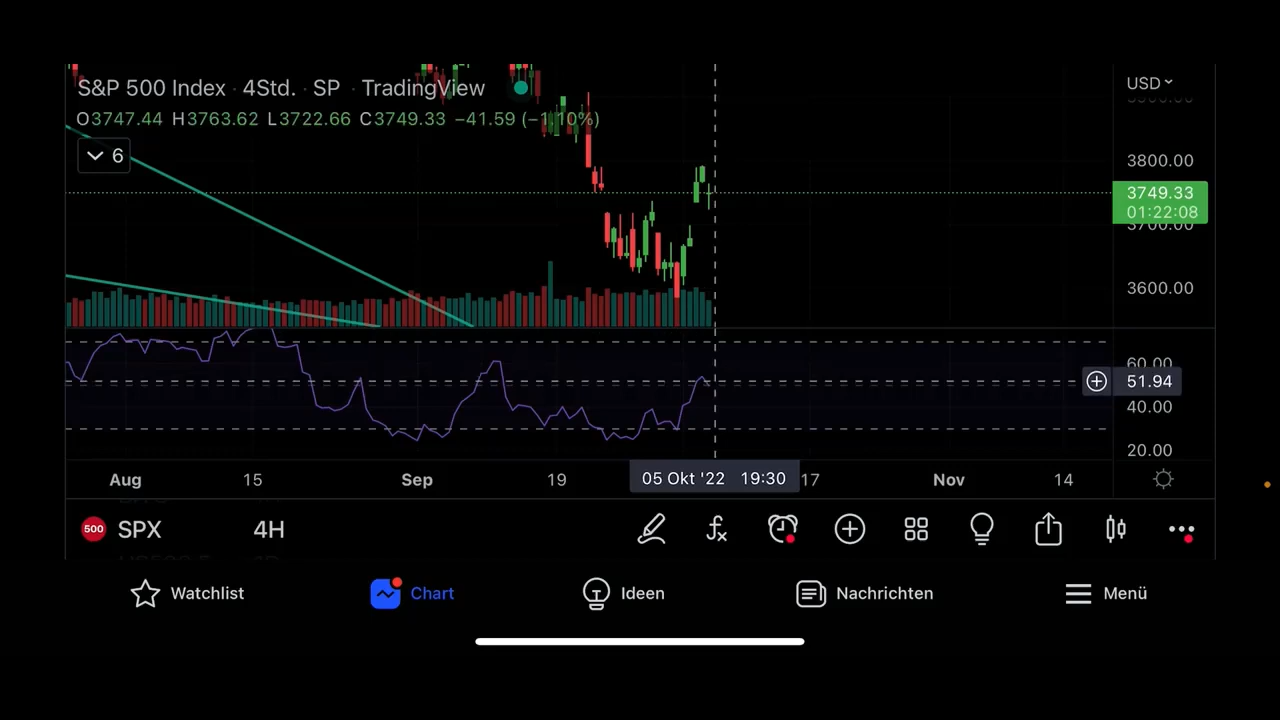 S&P 500 Index · 4Std. · SP · TradingView
O3747.44 H3763.62 L3722.66 C3749.33 −41.59 (−1.10%)
6
USD
3800.00
3749.33
01:22:08
3700.00
3600.00
60.00
51.94
40.00
20.00
Aug 15 Sep 19 05 Okt '22 19:30 17 Nov 14
500 SPX 4H
Watchlist Chart Ideen Nachrichten Menü